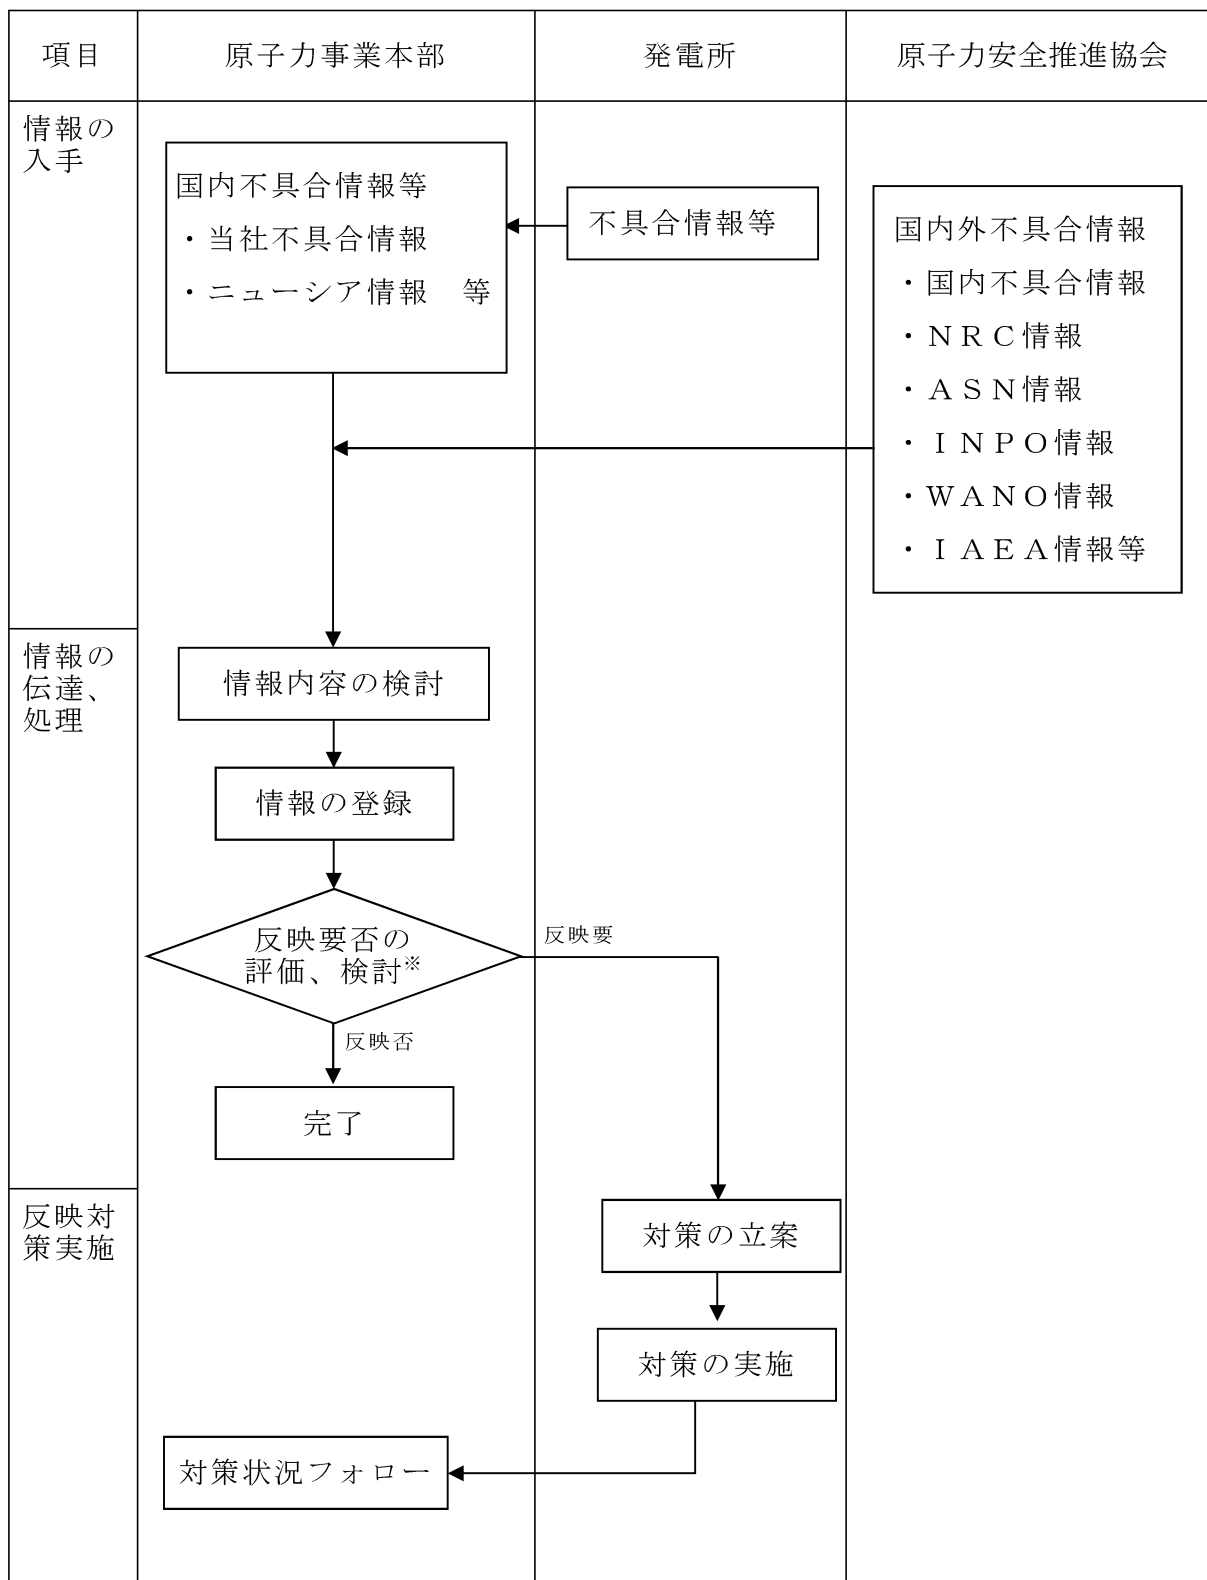 項目
原子力事業本部
発電所
原子力安全推進協会
情報の
入手
国内不具合情報等
・当社不具合情報
・ニューシア情報　等
不具合情報等
国内外不具合情報
・国内不具合情報
・ＮＲＣ情報
・ＡＳＮ情報
・ＩＮＰＯ情報
・ＷＡＮＯ情報
・ＩＡＥＡ情報等
情報の
伝達、
処理
情報内容の検討
情報の登録
反映要否の
評価、検討※
反映要
反映否
完了
反映対
策実施
対策の立案
対策の実施
対策状況フォロー